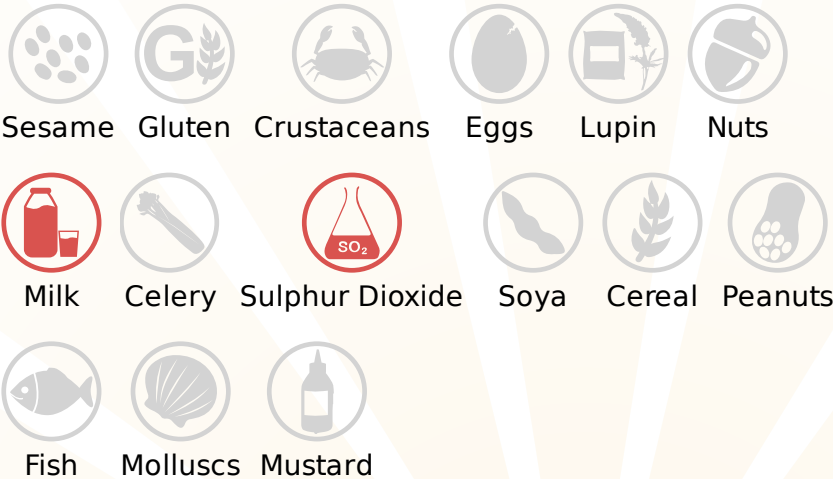 G
Sesame Gluten Crustaceans Eggs Lupin Nuts
SO₂
Milk Celery Sulphur Dioxide Soya Cereal Peanuts
Fish Molluscs Mustard